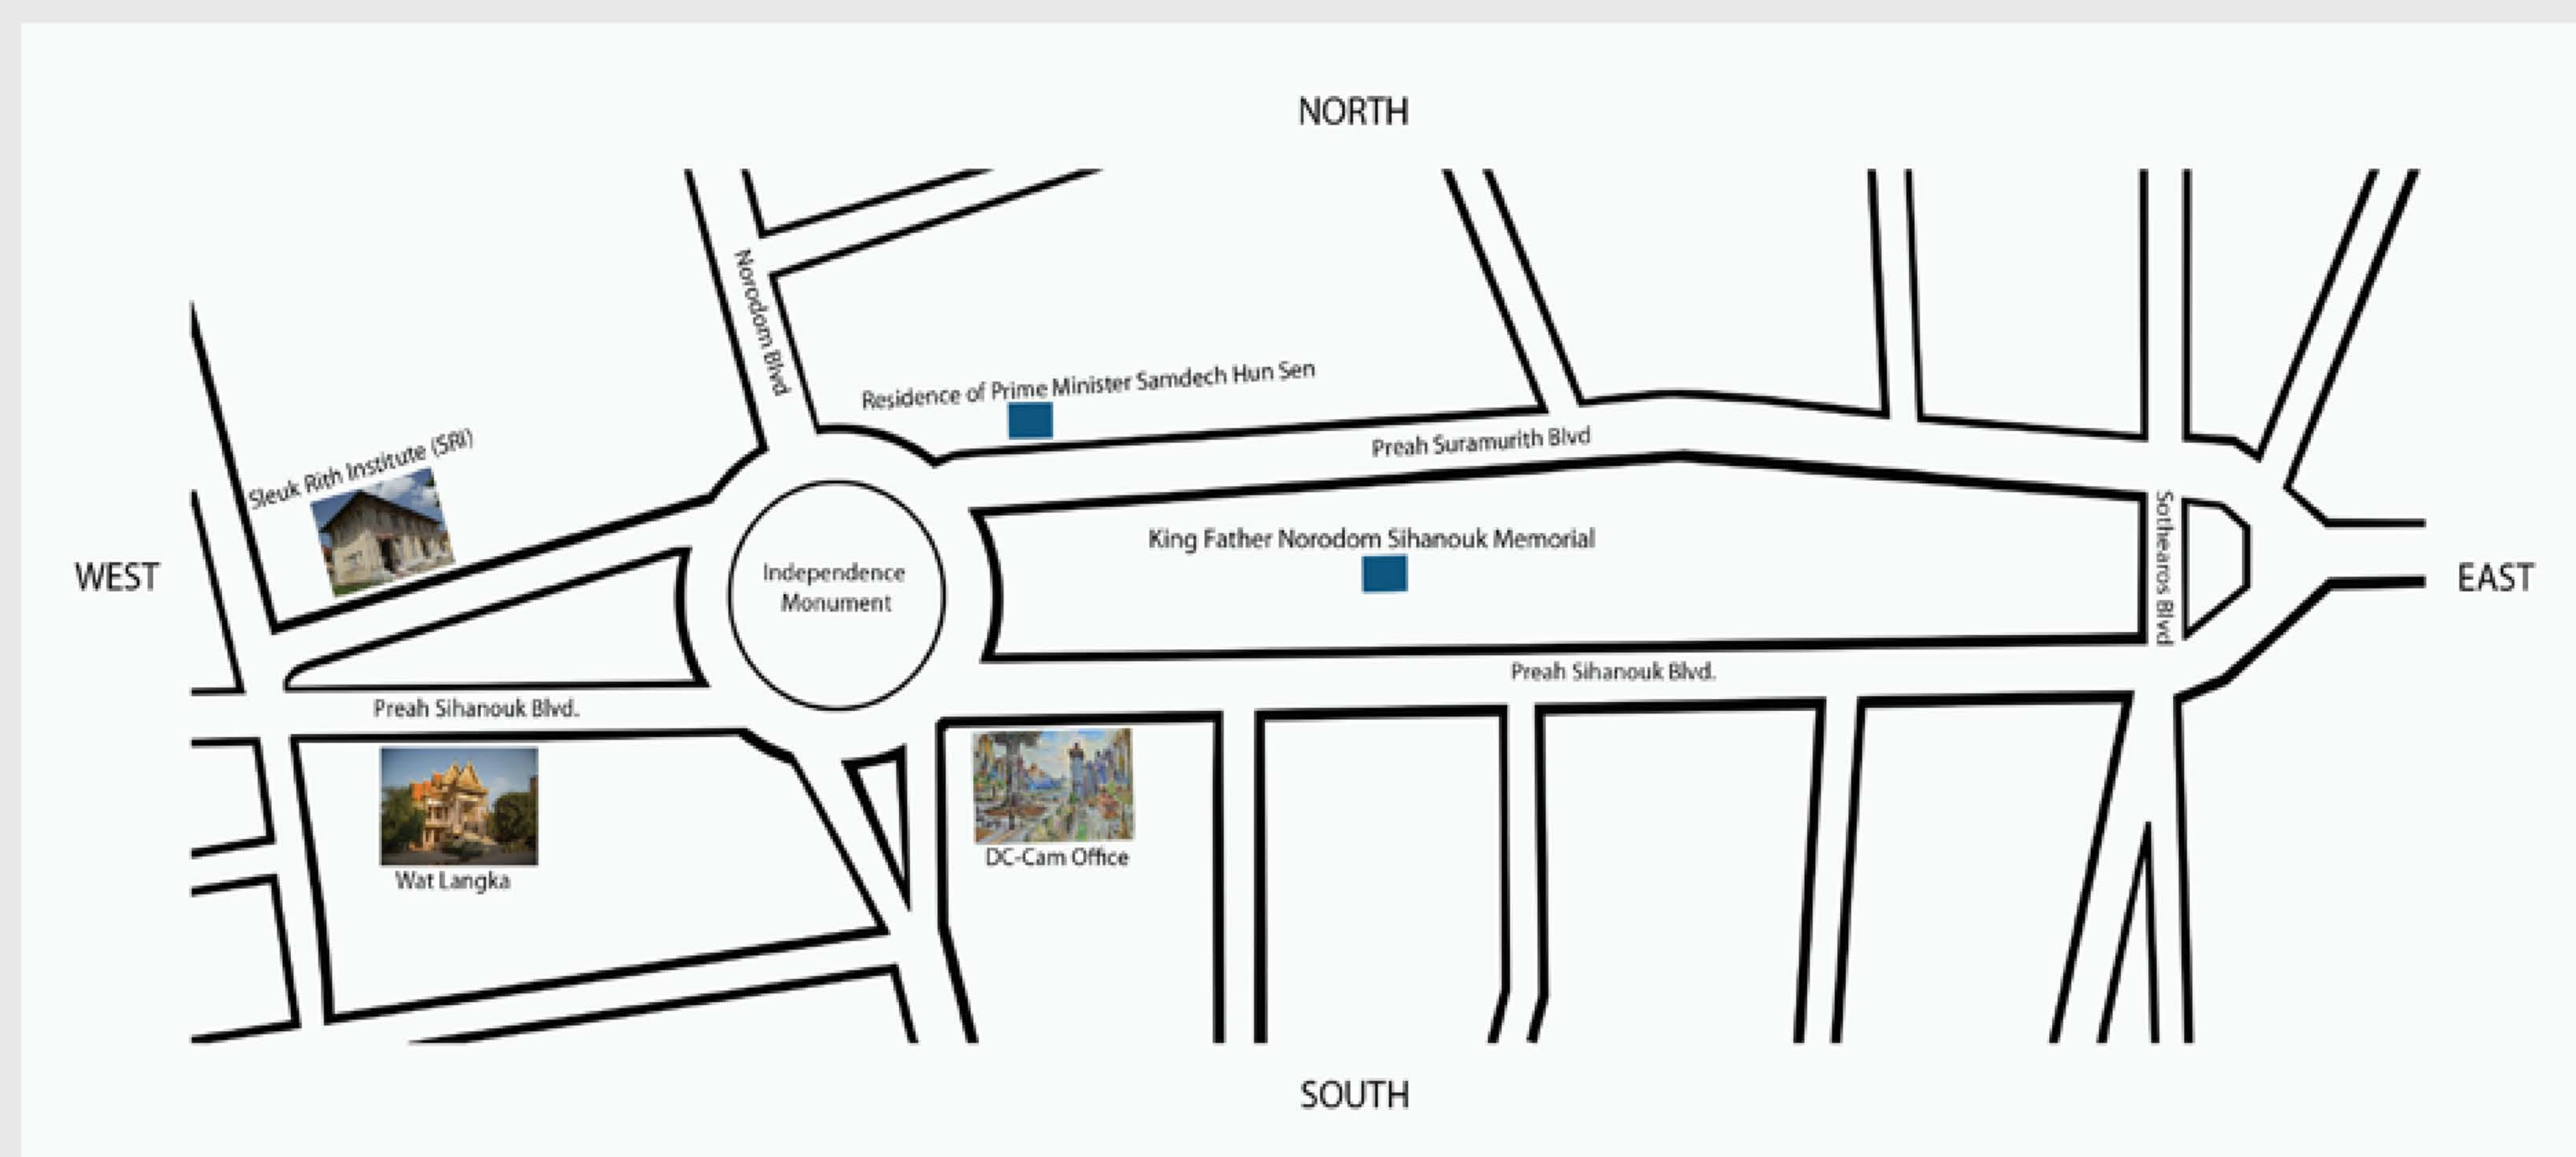 NORTH
Norodom Blvd
Residence of Prime Minister Samdech Hun Sen
Preah Suramurith Blvd
Sleuk Rith Institute (SRI)
King Father Norodom Sihanouk Memorial
Sothearos Blvd
WEST
Independence
Monument
EAST
Preah Sihanouk Blvd.
Preah Sihanouk Blvd.
DC-Cam Office
Wat Langka
SOUTH